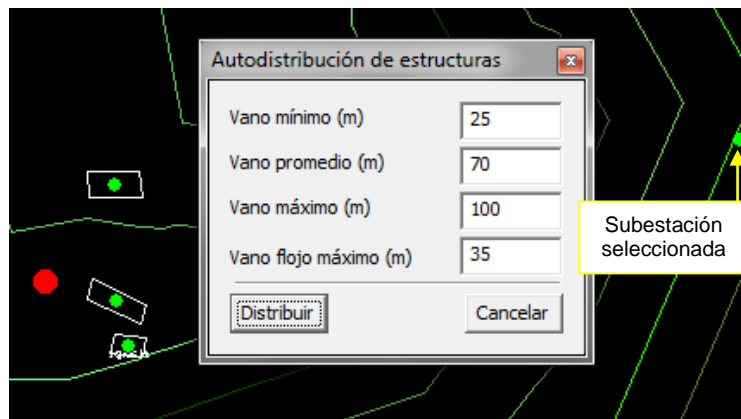 Autodistribución de estructuras
Vano mínimo (m) 25
Vano promedio (m) 70
Vano máximo (m) 100
Vano flojo máximo (m) 35
Distribuir Cancelar
Subestación
seleccionada